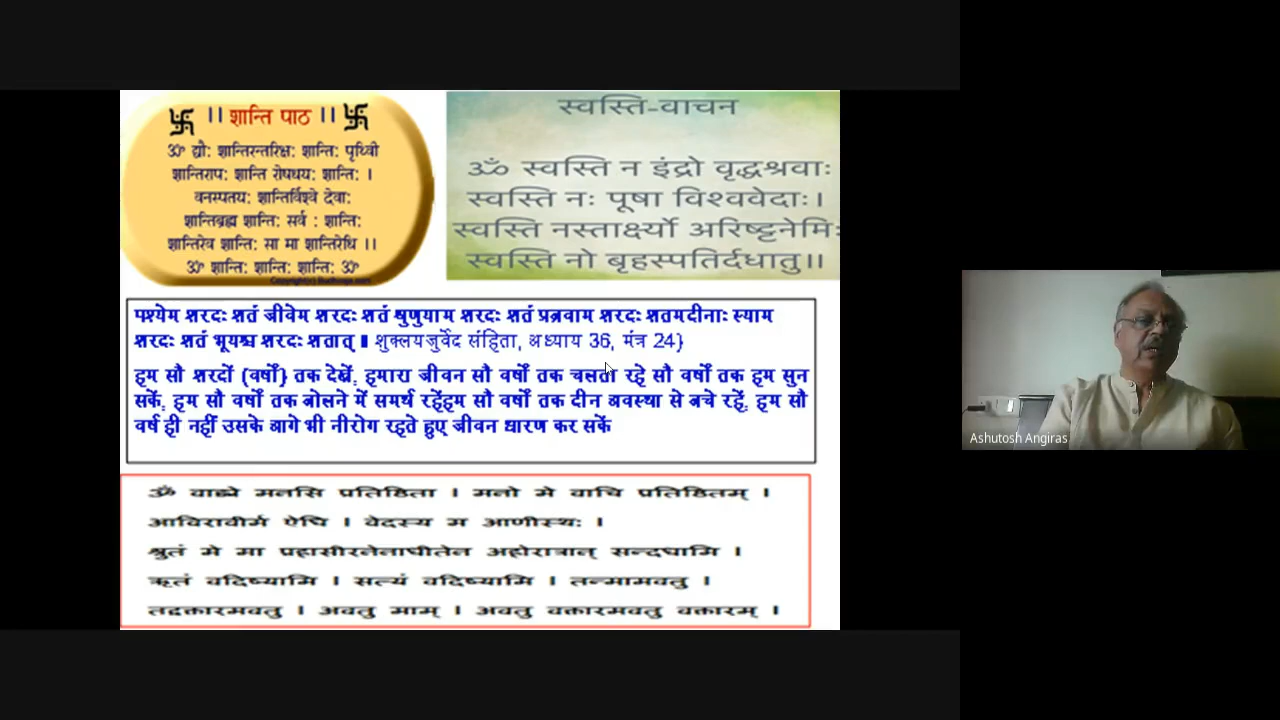 ।। शान्ति पाठ ।।
ॐ द्यौ: शान्तिरन्तरिक्ष: शान्ति: पृथ्वी
शान्तिराप: शान्ति रोषधय: शान्ति: ।
वनस्पतय: शान्तिर्विश्वे देवा:
शान्तिब्रह्म शान्ति: सर्व : शान्ति:
शान्तिरेव शान्ति: सा मा शान्तिरेधि ।।
ॐ शान्ति: शान्ति: शान्ति: ॐ
स्वस्ति-वाचन
ॐ स्वस्ति न इंद्रो वृद्धश्रवाः
स्वस्ति नः पूषा विश्ववेदाः।
स्वस्ति नस्तार्क्ष्यो अरिष्ट्टनेमिः
स्वस्ति नो बृहस्पतिर्दधातु॥
पश्येम शरदः शतं जीवेम शरदः शतं श्रुणुयाम शरदः शतं प्रब्रवाम शरदः शतमदीनाः स्याम
शरदः शतं भूयश्च शरदः शतात् ॥ शुक्लयजुर्वेद संहिता, अध्याय 36, मंत्र 24}
हम सौ शरदों {वर्षों} तक देखें, हमारा जीवन सौ वर्षों तक चलता रहे सौ वर्षों तक हम सुन
सकें, हम सौ वर्षों तक बोलने में समर्थ रहेंहम सौ वर्षों तक दीन अवस्था से बचे रहें, हम सौ
वर्ष ही नहीं उसके आगे भी नीरोग रहते हुए जीवन धारण कर सकें
ॐ वाङ्मे मनसि प्रतिष्ठिता । मनो मे वाचि प्रतिष्ठितम् ।
आविरावीर्म ऐधि । वेदस्य म आणीस्थः ।
श्रुतं मे मा प्रहासीरनेनाधीतेन अहोरात्रान् सन्दधामि ।
ऋतं वदिष्यामि । सत्यं वदिष्यामि । तन्मामवतु ।
तद्वक्तारमवतु । अवतु माम् । अवतु वक्तारमवतु वक्तारम् ।
Ashutosh Angiras